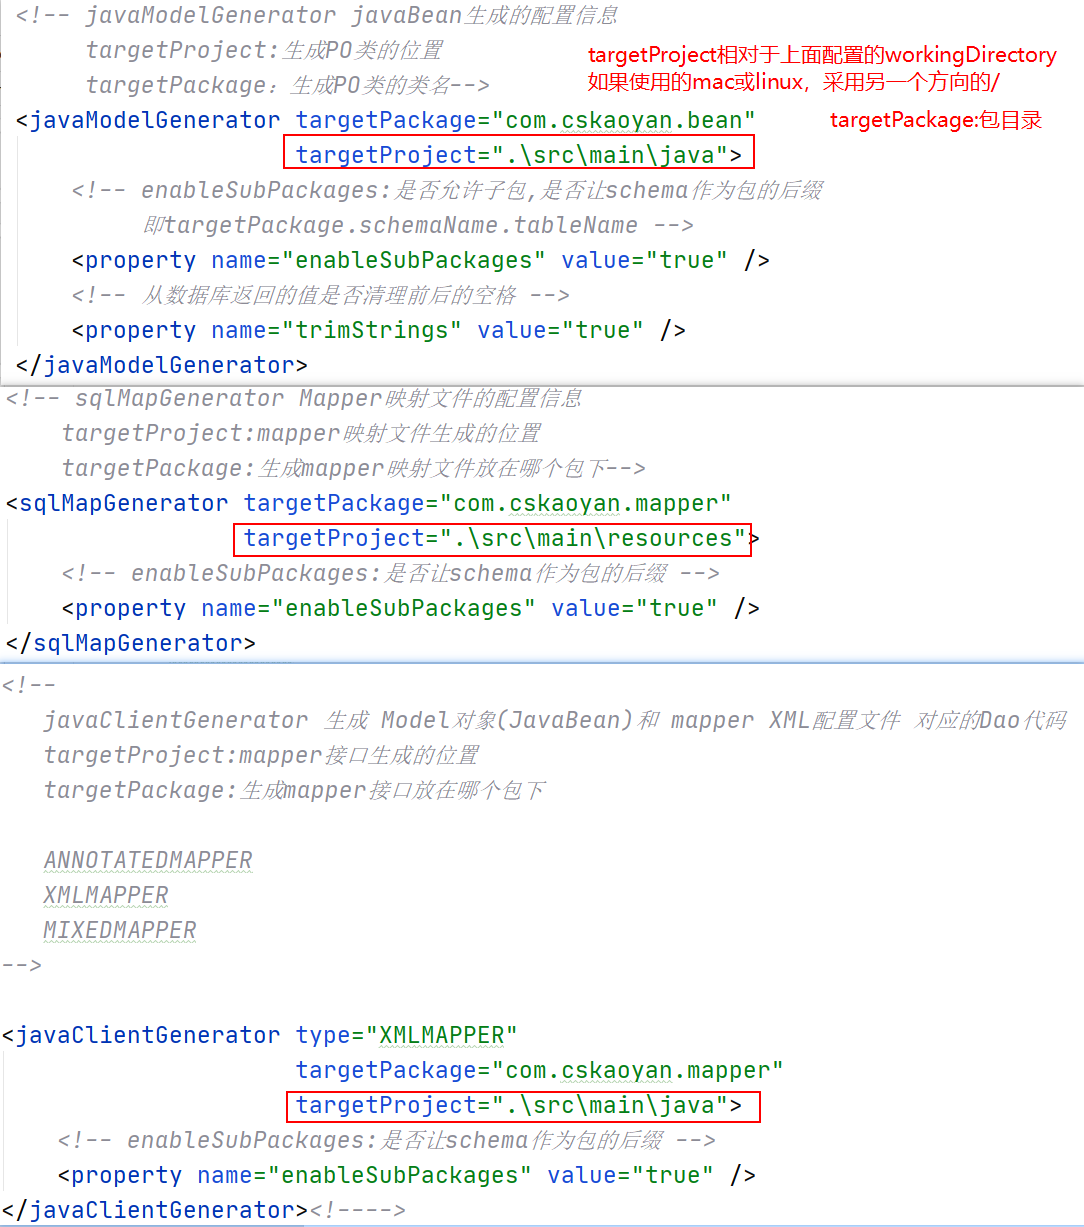 <!-- javaModelGenerator javaBean生成的配置信息
targetProject:生成PO类的位置
targetPackage：生成PO类的类名-->
targetProject相对于上面配置的workingDirectory
如果使用的mac或linux，采用另一个方向的/
<javaModelGenerator targetPackage="com.cskaoyan.bean"
targetPackage:包目录
targetProject=".\src\main\java">
<!-- enableSubPackages:是否允许子包,是否让schema作为包的后缀
即targetPackage.schemaName.tableName -->
<property name="enableSubPackages" value="true" />
<!-- 从数据库返回的值是否清理前后的空格 -->
<property name="trimStrings" value="true" />
</javaModelGenerator>
<!-- sqlMapGenerator Mapper映射文件的配置信息
targetProject:mapper映射文件生成的位置
targetPackage:生成mapper映射文件放在哪个包下-->
<sqlMapGenerator targetPackage="com.cskaoyan.mapper"
targetProject=".\src\main\resources">
<!-- enableSubPackages:是否让schema作为包的后缀 -->
<property name="enableSubPackages" value="true" />
</sqlMapGenerator>
<!--
javaClientGenerator 生成 Model对象(JavaBean)和 mapper XML配置文件 对应的Dao代码
targetProject:mapper接口生成的位置
targetPackage:生成mapper接口放在哪个包下
ANNOTATEDMAPPER
XMLMAPPER
MIXEDMAPPER
-->
<javaClientGenerator type="XMLMAPPER"
targetPackage="com.cskaoyan.mapper"
targetProject=".\src\main\java">
<!-- enableSubPackages:是否让schema作为包的后缀 -->
<property name="enableSubPackages" value="true" />
</javaClientGenerator><!---->